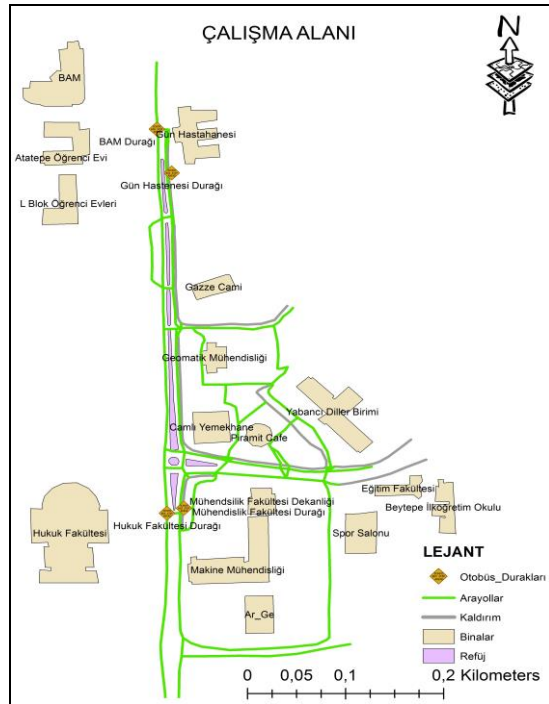 ÇALIŞMA ALANI
N
BAM
BAM Durağı
Gün Hastahanesi
Atatepe Öğrenci Evi
Gün Hastenesi Durağı
L Blok Öğrenci Evleri
Gazze Cami
Geomatik Mühendisliği
Yabancı Diller Birimi
Camlı Yemekhane
Piramit Cafe
Eğitim Fakültesi
Mühendsilik Fakültesi Dekanliği
Beytepe İlköğretim Okulu
Mühendislik Fakültesi Durağı
Hukuk Fakültesi Durağı
Hukuk Fakültesi
Spor Salonu
Makine Mühendisliği
Ar_Ge
LEJANT
Otobüs_Durakları
Arayollar
Kaldırım
Binalar
Refüj
0 0,05 0,1 0,2 Kilometers